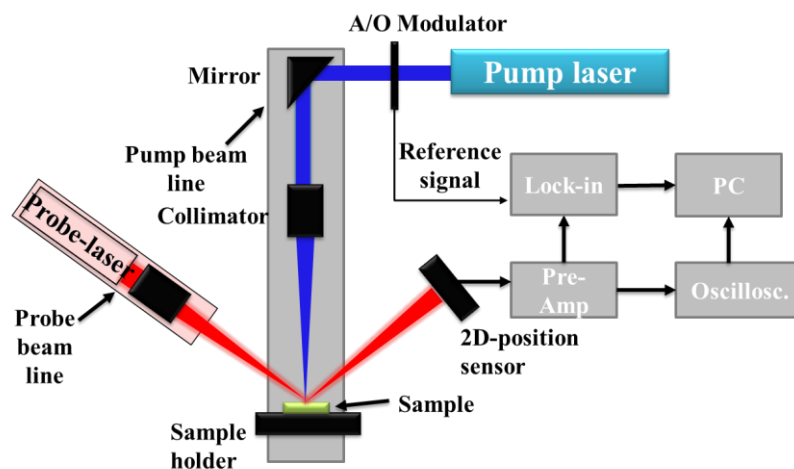 A/O Modulator
Mirror
Pump laser
Pump beam
line
Reference
signal
Lock-in
PC
Collimator
Probe-laser
Pre-
Amp
Oscillosc.
2D-position
sensor
Probe
beam
line
Sample
Sample
holder